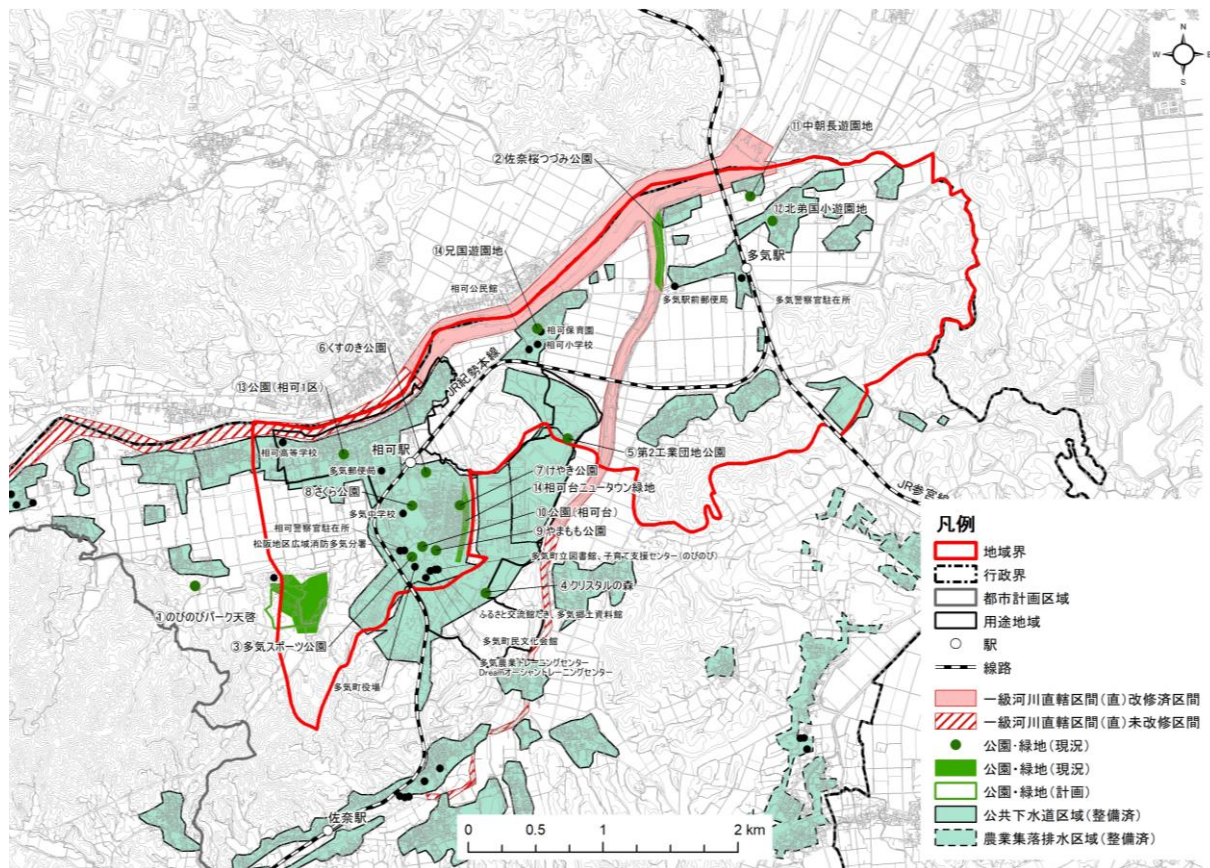 N
W
E
S
⑪中朝長遊園地
②佐奈桜つづみ公園
⑫北弟国小遊園地
⑭兄国遊園地
多気駅
相可公民館
多気駅前郵便局
多気警察官駐在所
相可保育園
相可小学校
⑥くすのき公園
JR紀勢本線
⑬公園(相可1区)
相可高等学校
相可駅
⑤第2工業団地公園
多気郵便局
⑦けやき公園
JR参宮線
⑧さくら公園
⑭相可台ニュータウン緑地
多気中学校
⑩公園(相可台)
相可警察官駐在所
⑨やまもも公園
松阪地区広域消防多気分署
多気町立図書館、子育て支援センター(のびのび)
④クリスタルの森
①のびのびパーク天啓
ふるさと交流館たき、多気郷土資料館
③多気スポーツ公園
多気町民文化会館
多気農業トレーニングセンター
Dreamオーシャントレーニングセンター
多気町役場
佐奈駅
0 0.5 1 2 km
凡例
地域界
行政界
都市計画区域
用途地域
駅
線路
一級河川直轄区間(直)改修済区間
一級河川直轄区間(直)未改修区間
公園・緑地(現況)
公園・緑地(現況)
公園・緑地(計画)
公共下水道区域(整備済)
農業集落排水区域(整備済)